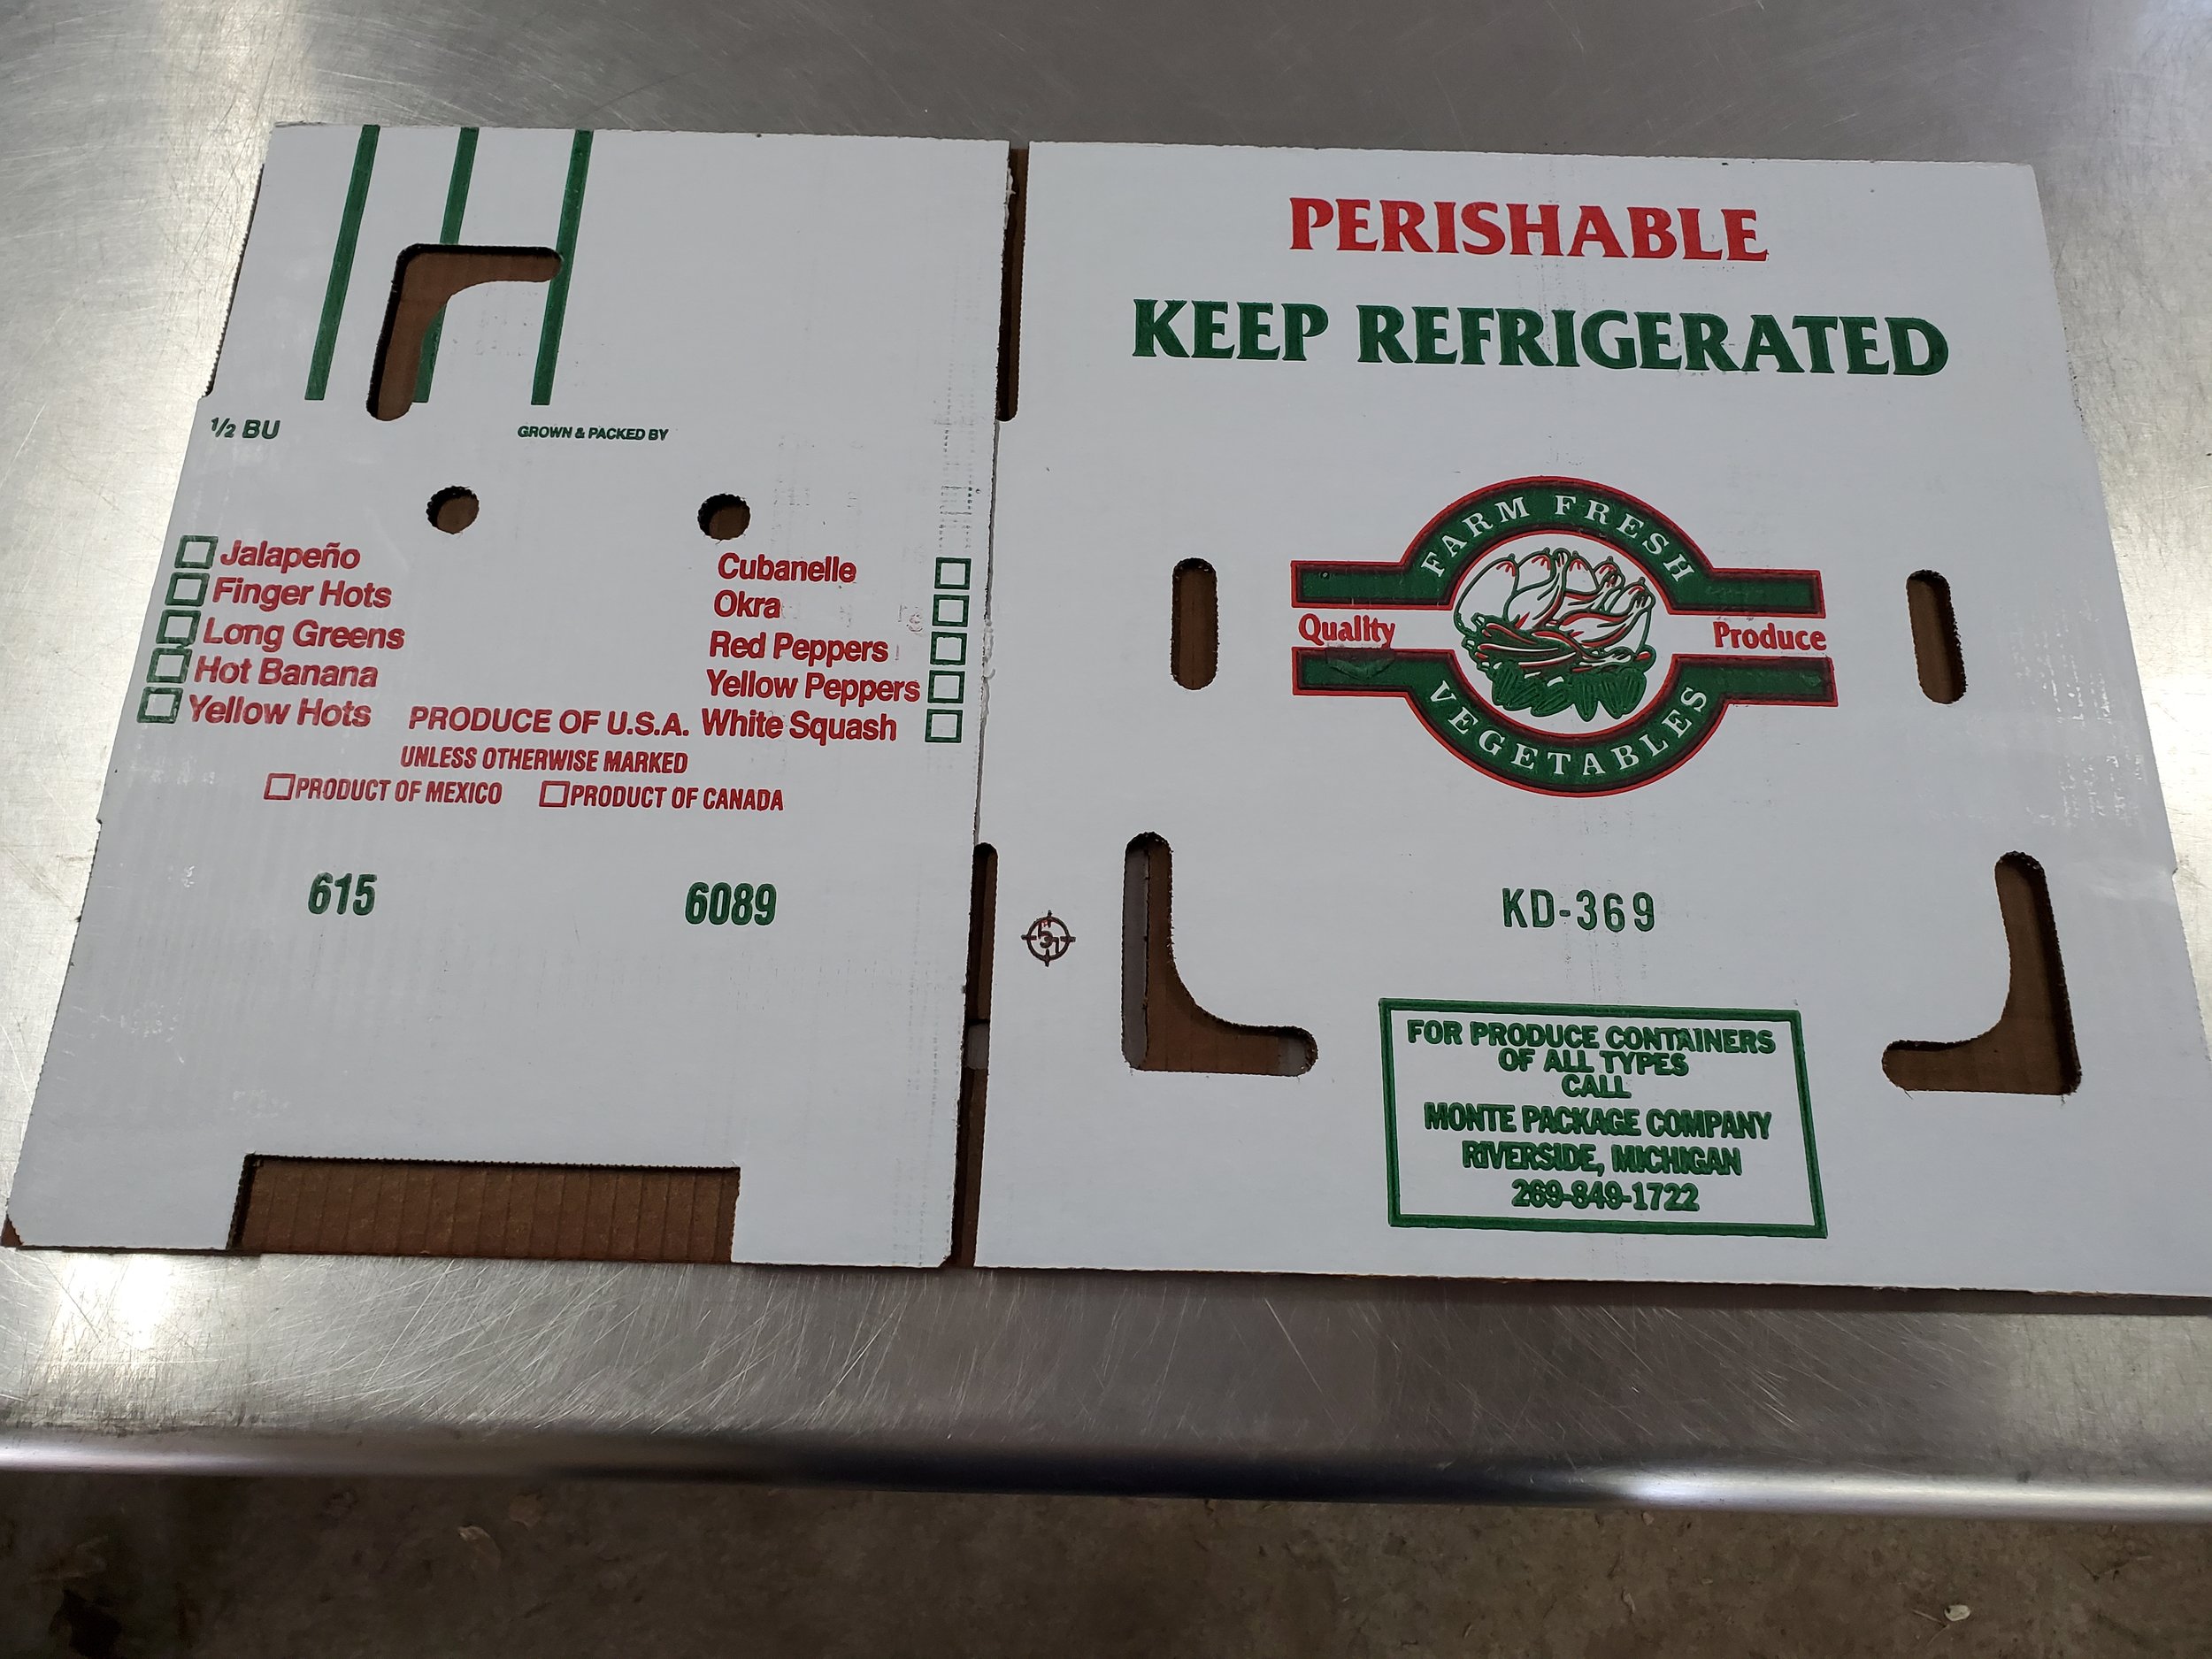 ½ BU
GROWN & PACKED BY
Jalapeño
Finger Hots
Long Greens
Hot Banana
Yellow Hots
Cubanelle
Okra
Red Peppers
Yellow Peppers
White Squash
PRODUCE OF U.S.A.
UNLESS OTHERWISE MARKED
PRODUCT OF MEXICO
PRODUCT OF CANADA
615
6089
PERISHABLE
KEEP REFRIGERATED
FARM FRESH
Quality
Produce
VEGETABLES
KD-369
FOR PRODUCE CONTAINERS
OF ALL TYPES
CALL
MONTE PACKAGE COMPANY
RIVERSIDE, MICHIGAN
269-849-1722